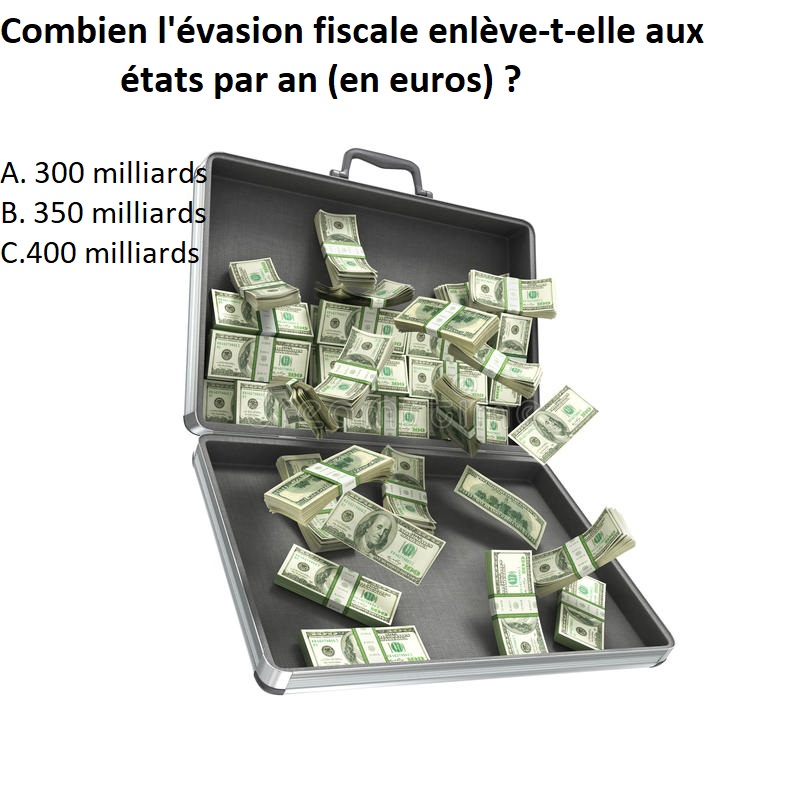 Combien l'évasion fiscale enlève-t-elle aux
états par an (en euros) ?
A. 300 milliards
B. 350 milliards
C.400 milliards